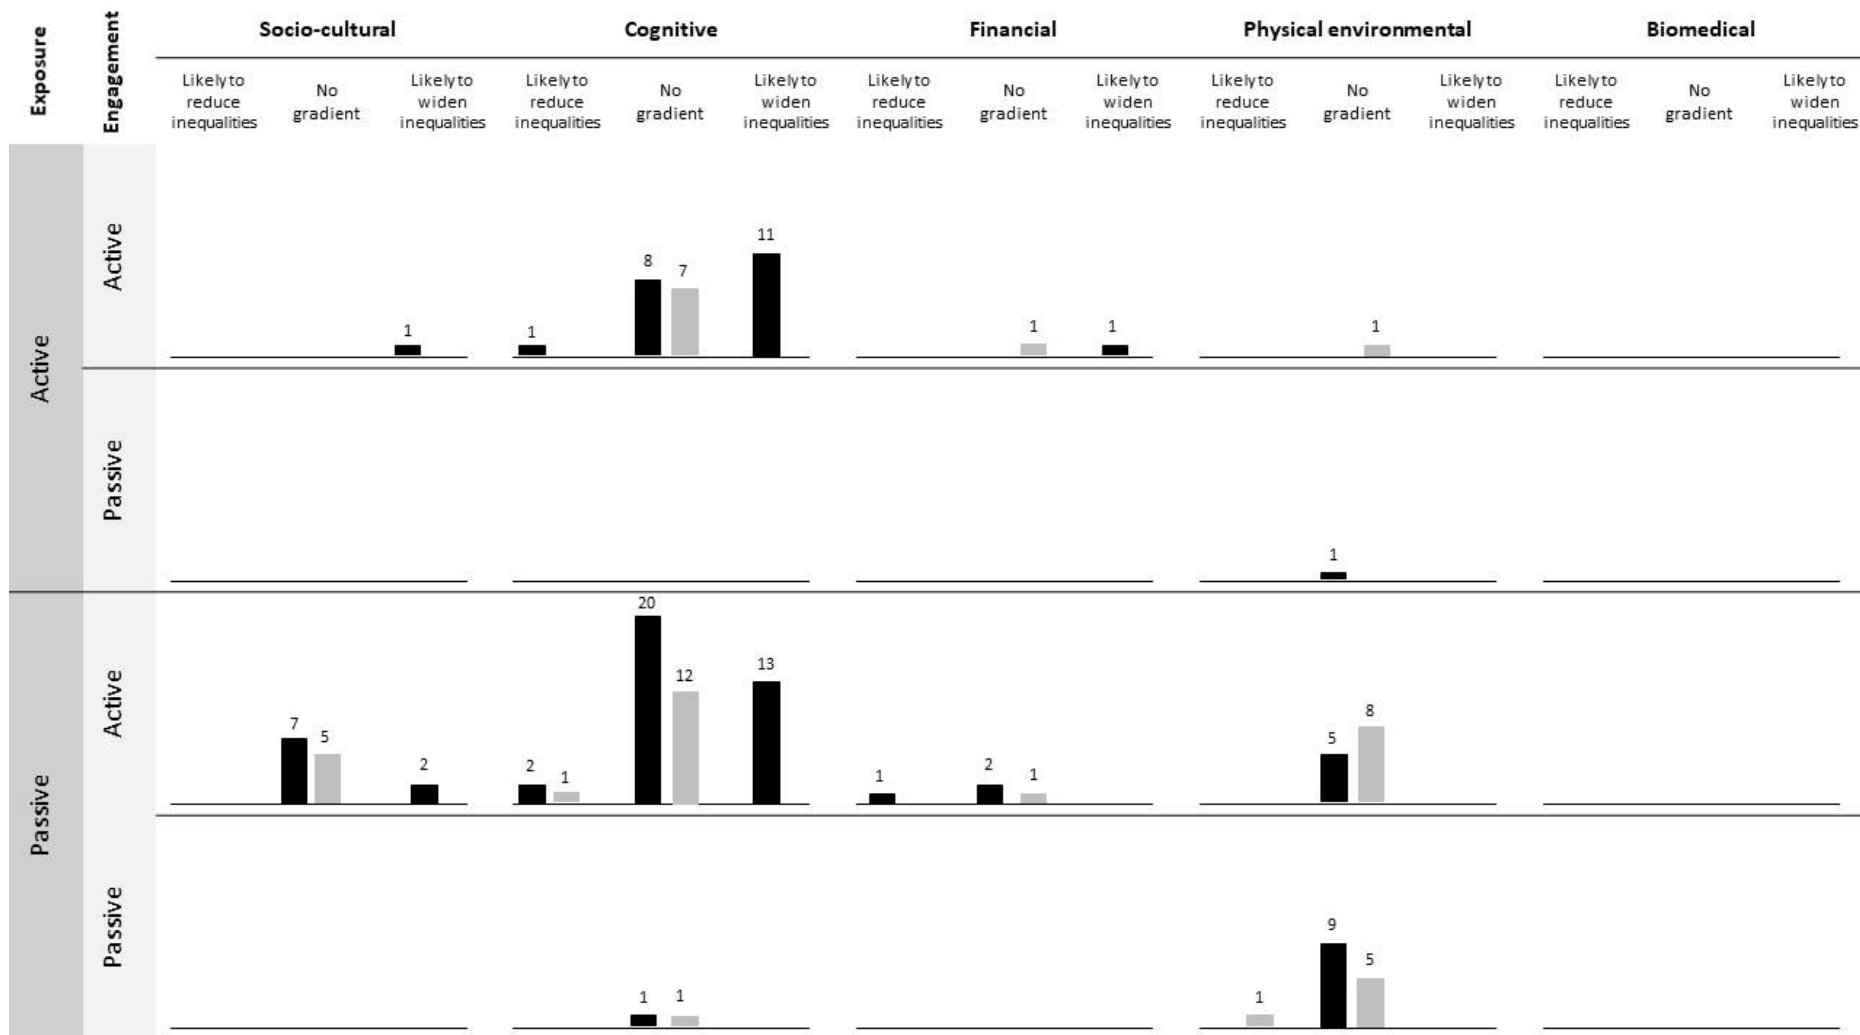 Exposure
Engagement
Socio-cultural
Cognitive
Financial
Physical environmental
Biomedical
Likely to
reduce
inequalities
No
gradient
Likely to
widen
inequalities
Likely to
reduce
inequalities
No
gradient
Likely to
widen
inequalities
Likely to
reduce
inequalities
No
gradient
Likely to
widen
inequalities
Likely to
reduce
inequalities
No
gradient
Likely to
widen
inequalities
Likely to
reduce
inequalities
No
gradient
Likely to
widen
inequalities
Active
Active
1
1
8
7
11
1
1
1
Passive
1
Passive
Active
7
5
2
2
1
20
12
13
1
2
1
5
8
Passive
1
1
1
9
5